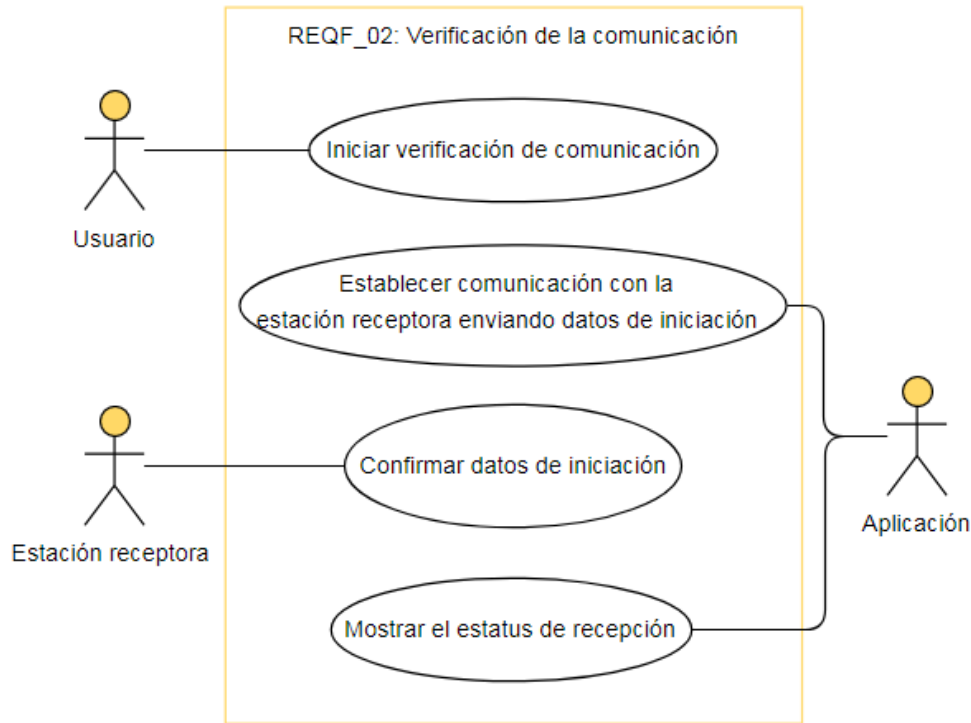 REQF_02: Verificación de la comunicación
Iniciar verificación de comunicación
Usuario
Establecer comunicación con la
estación receptora enviando datos de iniciación
Confirmar datos de iniciación
Estación receptora
Aplicación
Mostrar el estatus de recepción